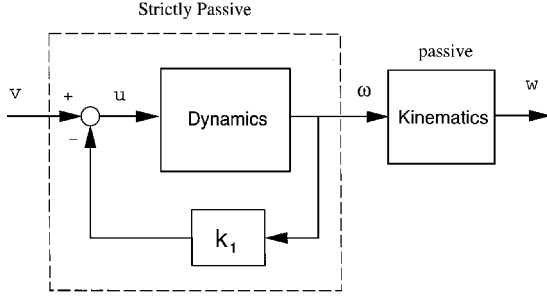 Strictly Passive
passive
v
+
u
ω
w
−
Dynamics
Kinematics
k₁